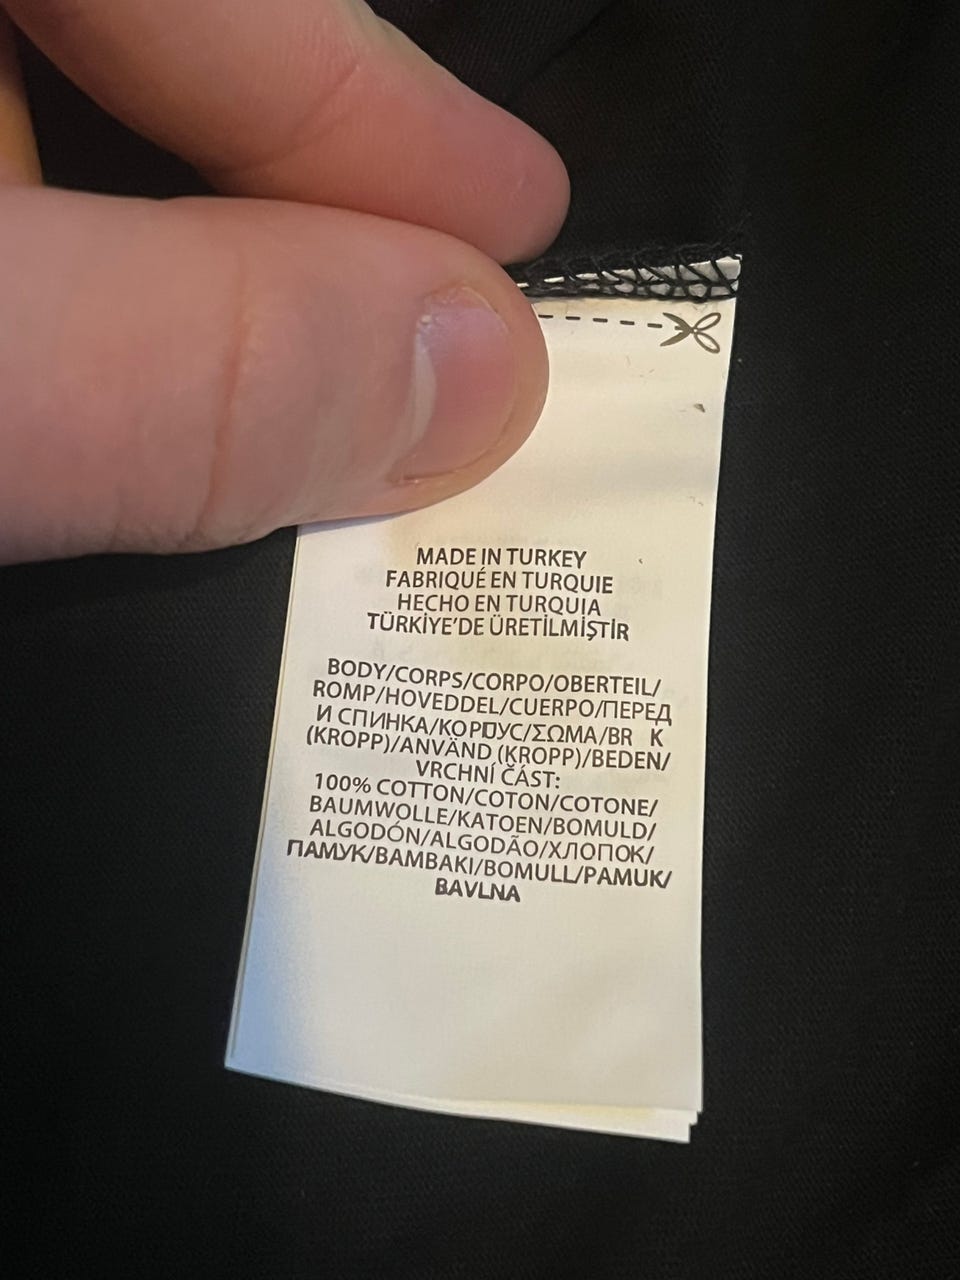 MADE IN TURKEY
FABRIQUÉ EN TURQUIE
HECHO EN TURQUIA
TÜRKİYE'DE ÜRETİLMİŞTİR
BODY/CORPS/CORPO/OBERTEIL/
ROMP/HOVEDDEL/CUERPO/ПЕРЕД
И СПИНКА/КОРПУС/ΣΩΜΑ/BR K
(KROPP)/ANVÄND (KROPP)/BEDEN/
VRCHNÍ ČÁST:
100% COTTON/COTON/COTONE/
BAUMWOLLE/KATOEN/BOMULD/
ALGODÓN/ALGODÃO/ХЛОПОК/
ПАМУК/BAMBAKI/BOMULL/PAMUK/
BAVLNA